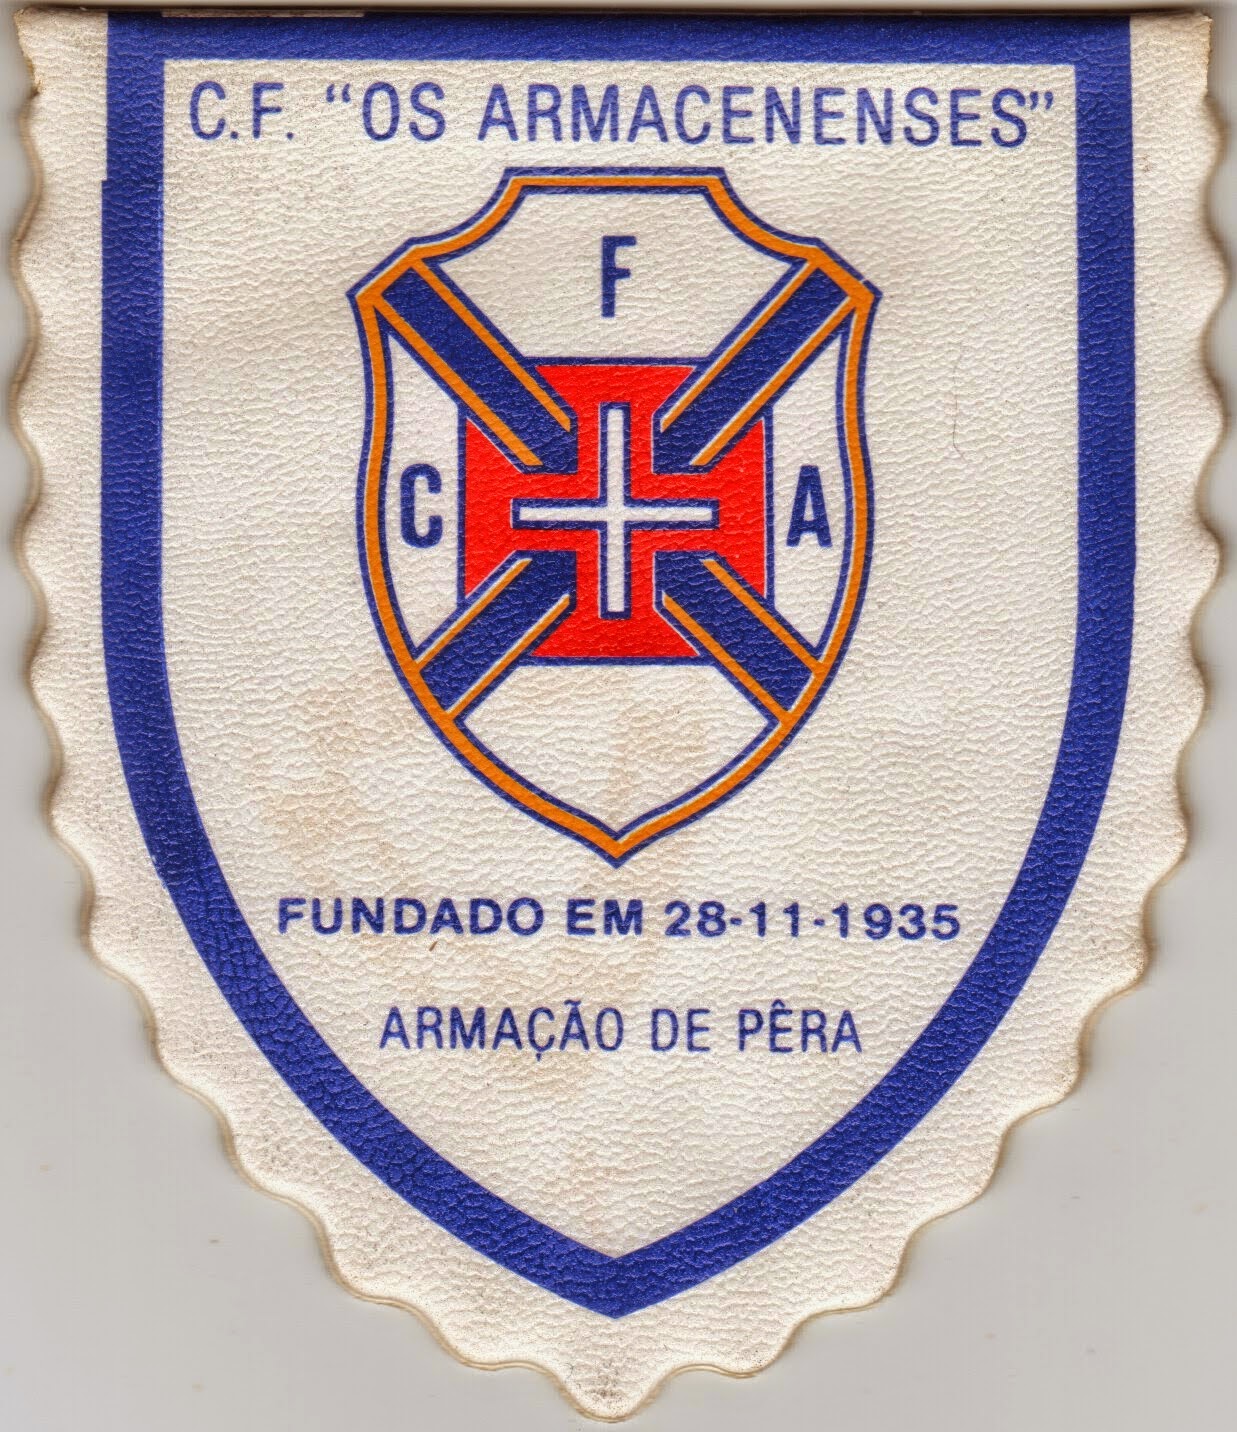 C.F. “OS ARMACENENSES”
F
C A
FUNDADO EM 28-11-1935
ARMAÇÃO DE PÊRA